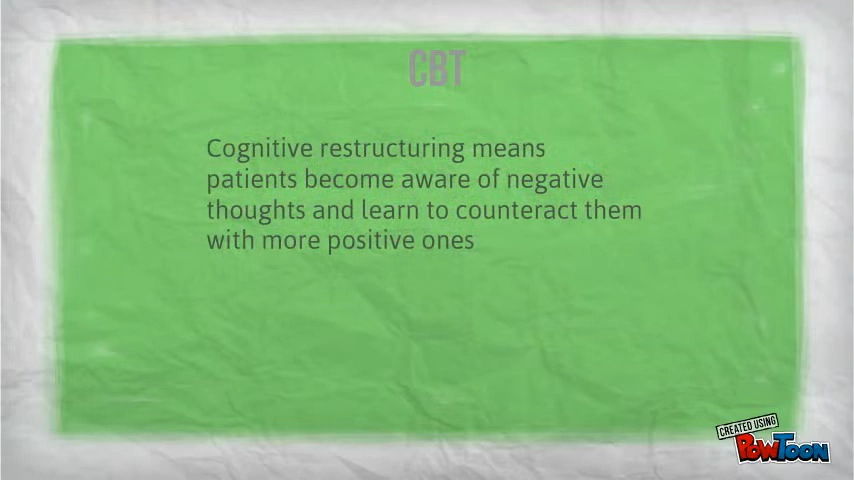 CBT
Cognitive restructuring means
patients become aware of negative
thoughts and learn to counteract them
with more positive ones
CREATED USING
POWTOON